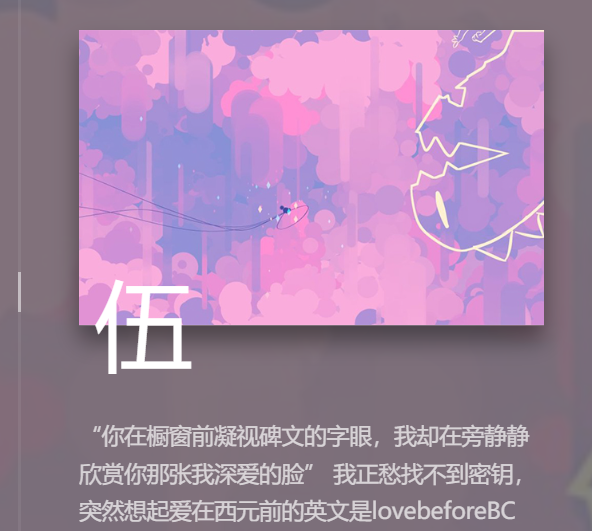 伍
“你在橱窗前凝视碑文的字眼，我却在旁静静
欣赏你那张我深爱的脸” 我正愁找不到密钥，
突然想起爱在西元前的英文是lovebeforeBC